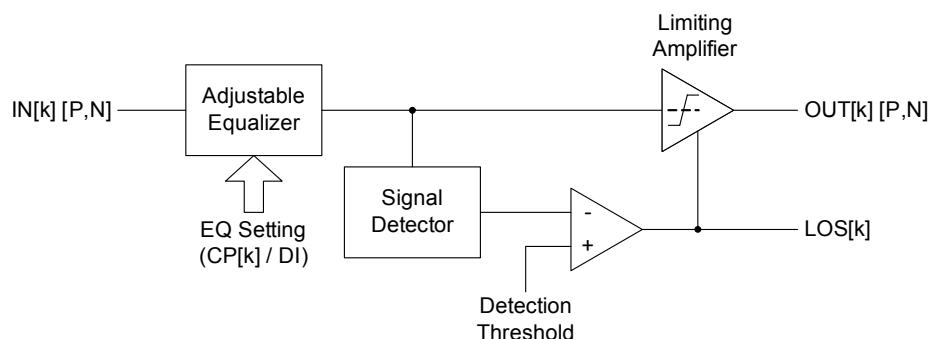 Limiting
Amplifier
IN[k] [P,N]
Adjustable
Equalizer
OUT[k] [P,N]
Signal
Detector
-
+
LOS[k]
EQ Setting
(CP[k] / DI)
Detection
Threshold